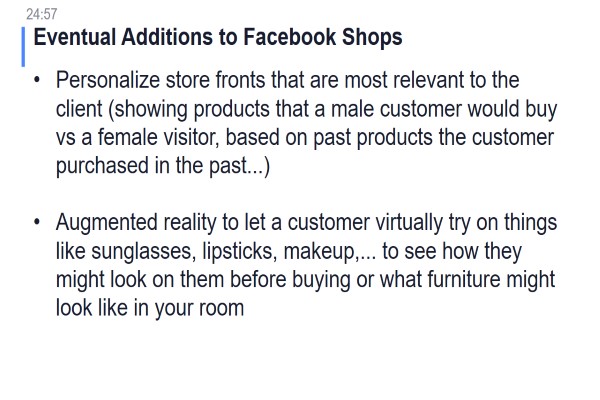 24:57
Eventual Additions to Facebook Shops
• Personalize store fronts that are most relevant to the
client (showing products that a male customer would buy
vs a female visitor, based on past products the customer
purchased in the past...)
• Augmented reality to let a customer virtually try on things
like sunglasses, lipsticks, makeup,... to see how they
might look on them before buying or what furniture might
look like in your room